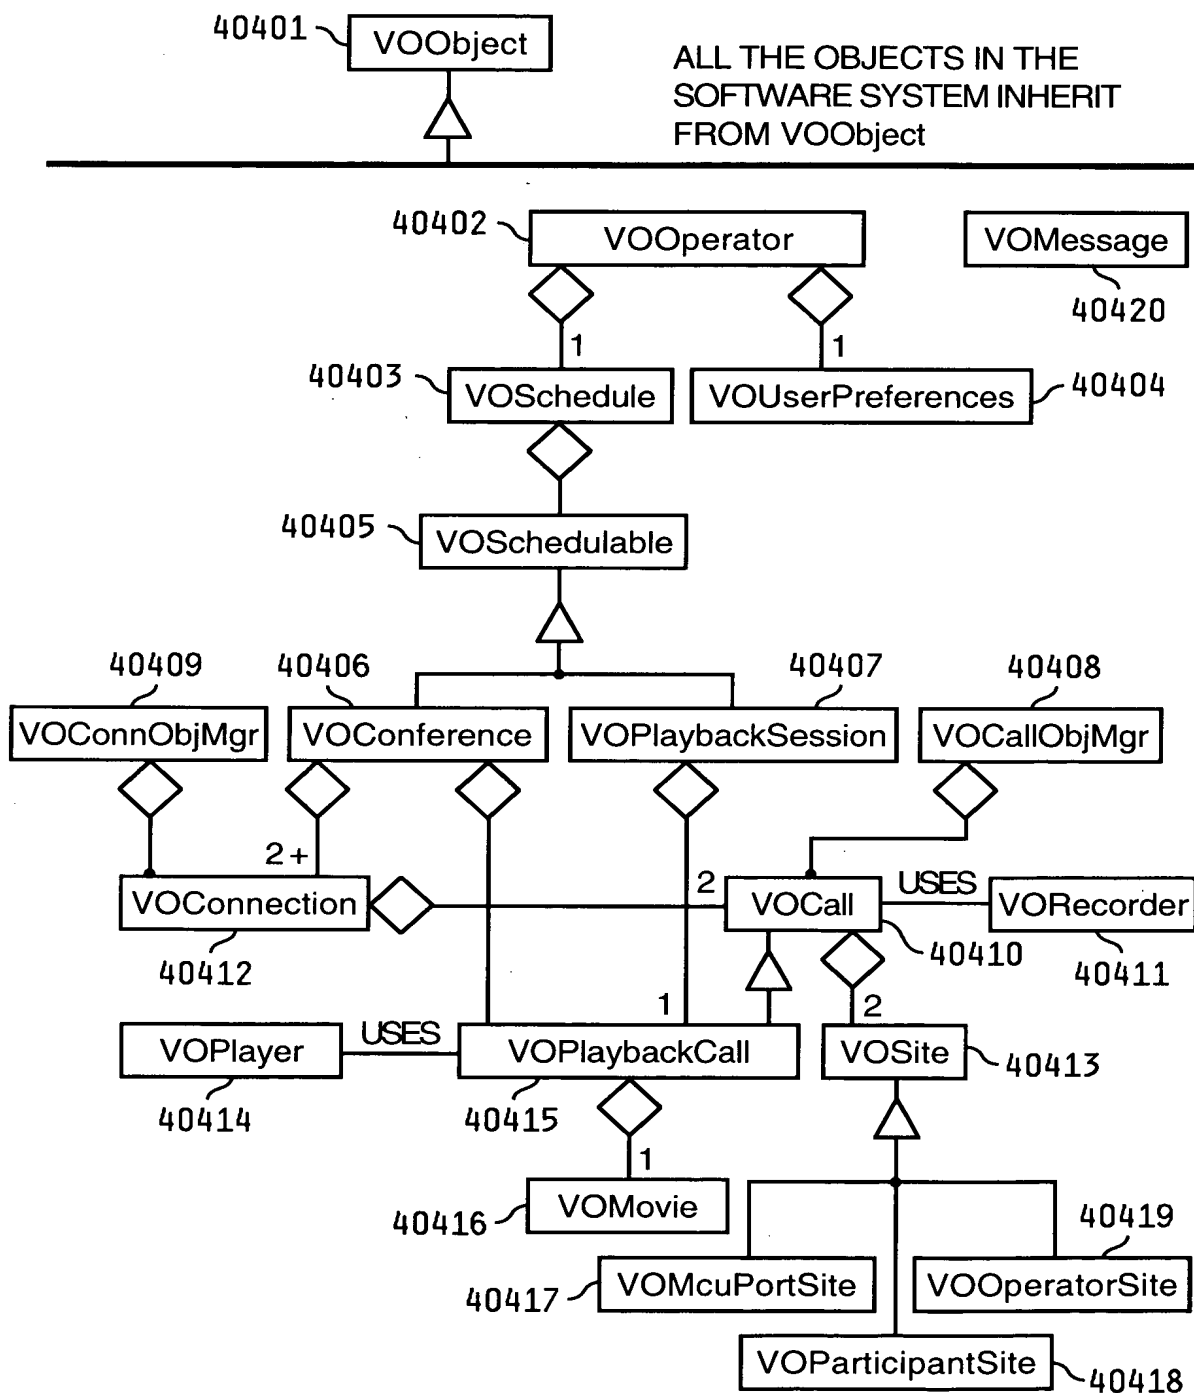 40401
VOObject
ALL THE OBJECTS IN THE
SOFTWARE SYSTEM INHERIT
FROM VOObject
40402
VOOperator
VOMessage
40420
1
1
40403
VOSchedule
VOUserPreferences
40404
40405
VOSchedulable
40409
40406
40407
40408
VOConnObjMgr
VOConference
VOPlaybackSession
VOCallObjMgr
2+
2
USES
VOConnection
VOCall
VORecorder
40412
40410
40411
1
2
USES
VOPlayer
VOPlaybackCall
VOSite
40413
40414
40415
1
40416
VOMovie
40419
40417
VOMcuPortSite
VOOperatorSite
VOParticipantSite
40418